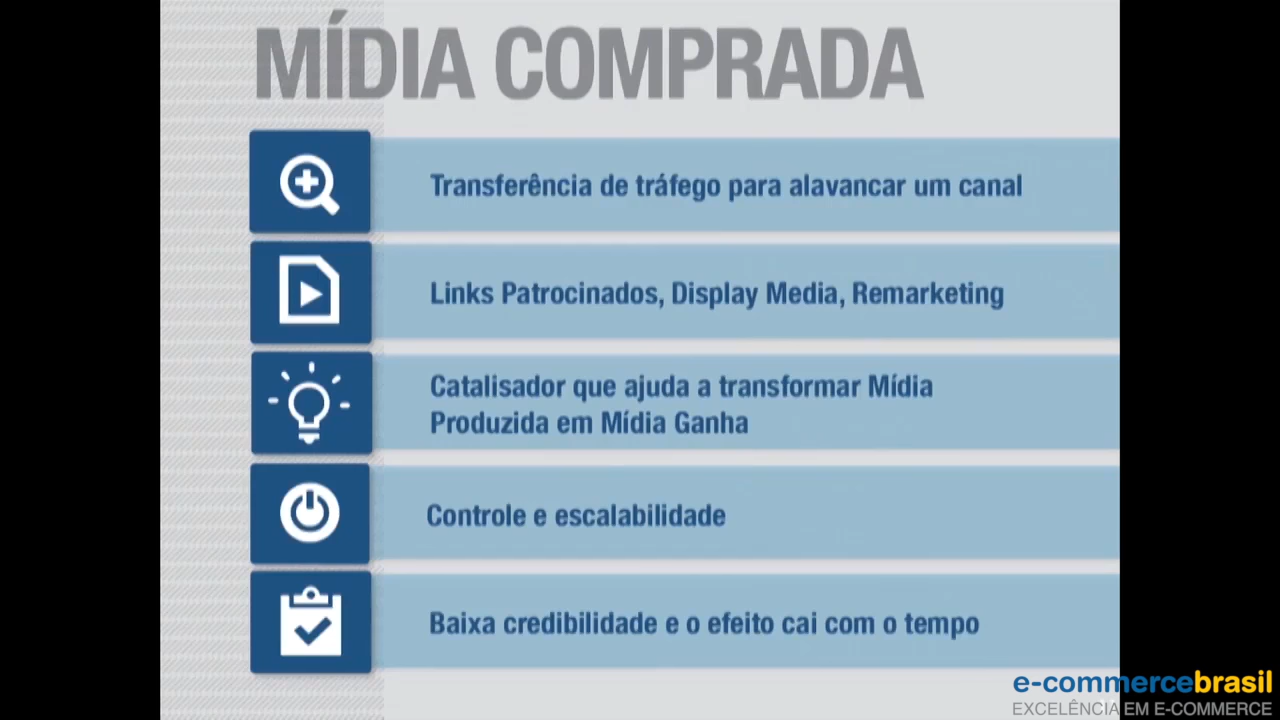 MÍDIA COMPRADA
Transferência de tráfego para alavancar um canal
Links Patrocinados, Display Media, Remarketing
Catalisador que ajuda a transformar Mídia
Produzida em Mídia Ganha
Controle e escalabilidade
Baixa credibilidade e o efeito cai com o tempo
e-commercebrasil
EXCELÊNCIA EM E-COMMERCE